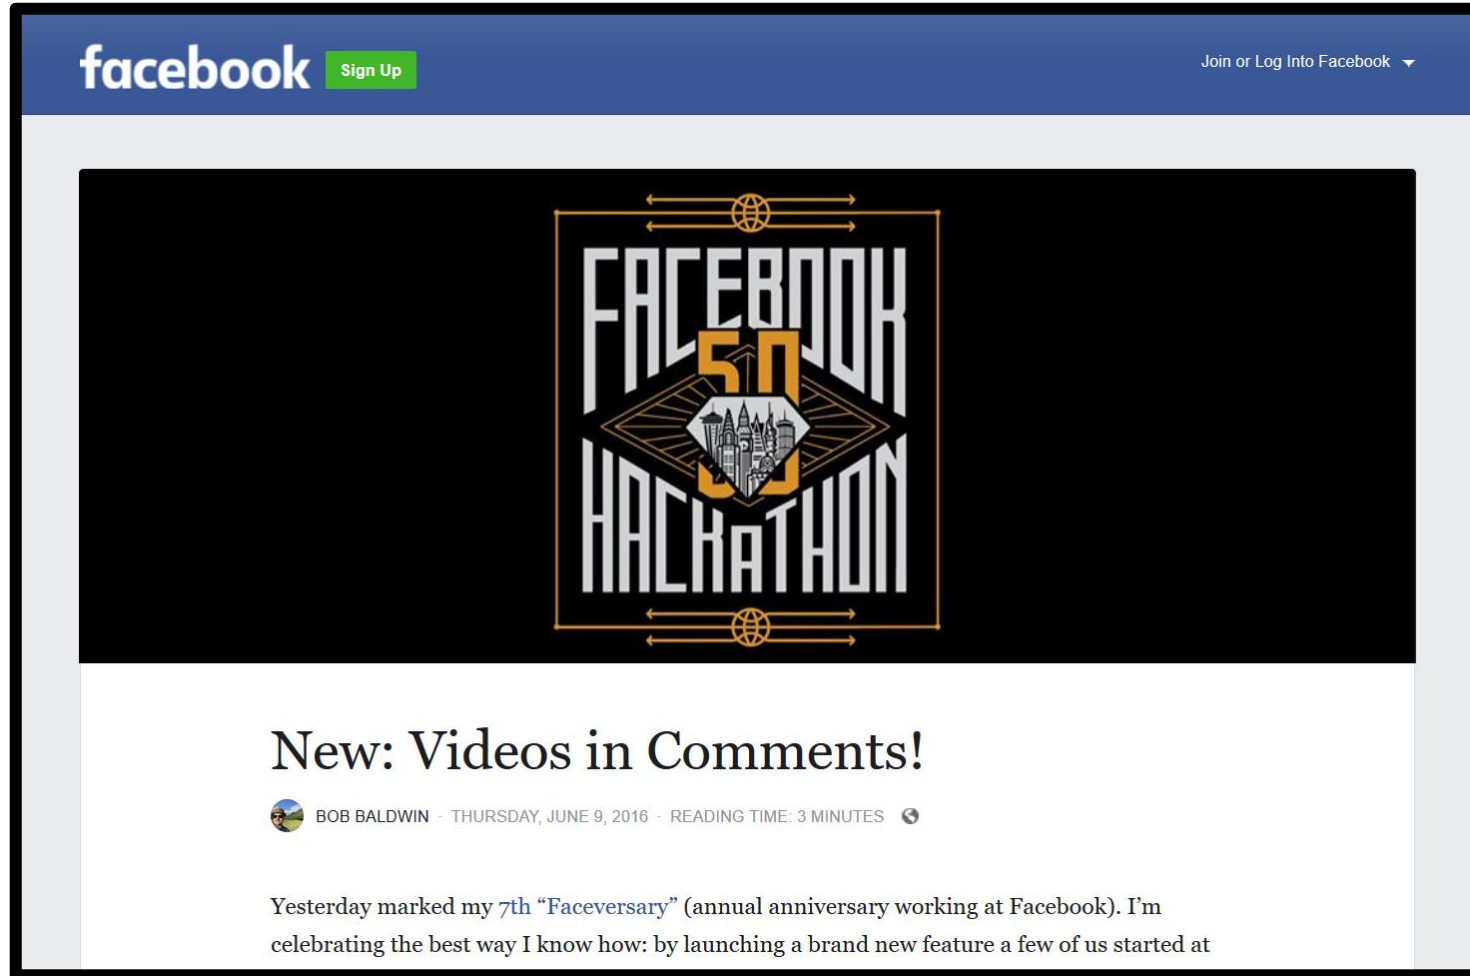 facebook Sign Up
Join or Log Into Facebook
FACEBOOK
50
HACKATHON
New: Videos in Comments!
BOB BALDWIN · THURSDAY, JUNE 9, 2016 · READING TIME: 3 MINUTES
Yesterday marked my 7th “Faceversary” (annual anniversary working at Facebook). I’m
celebrating the best way I know how: by launching a brand new feature a few of us started at